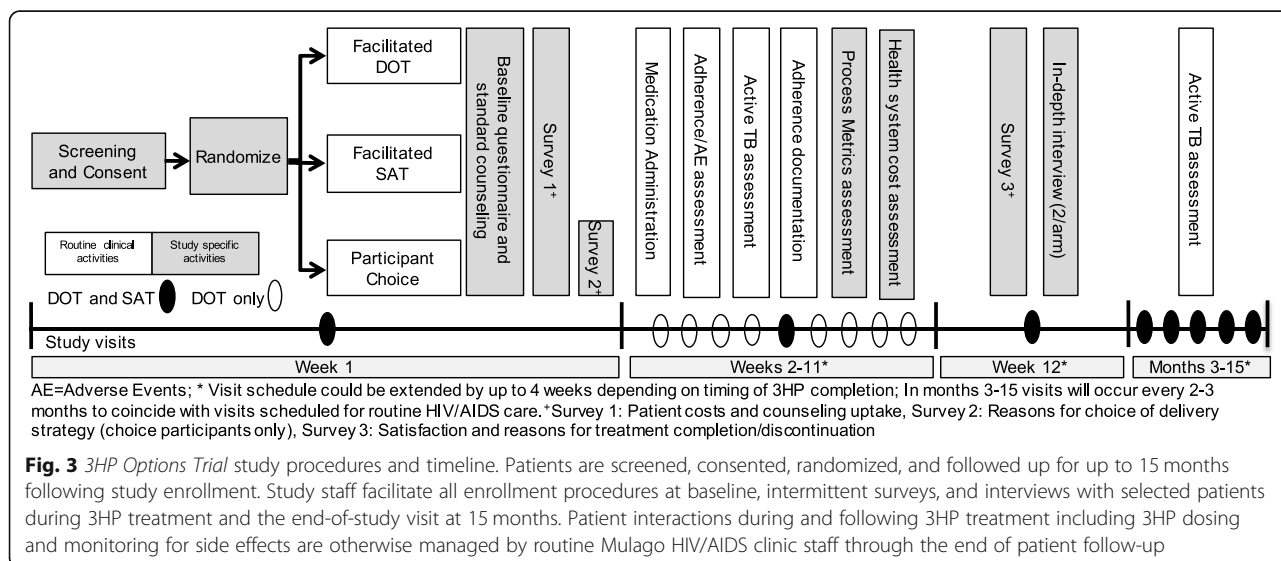 Screening
and Consent
Randomize
Facilitated
DOT
Facilitated
SAT
Participant
Choice
Baseline questionnaire and
standard counseling
Survey 1+
Survey 2+
Medication Administration
Adherence/AE assessment
Active TB assessment
Adherence documentation
Process Metrics assessment
Health system cost assessment
Survey 3+
In-depth interview (2/arm)
Active TB assessment
Routine clinical
activities
Study specific
activities
DOT and SAT
DOT only
Study visits
Week 1
Weeks 2-11*
Week 12*
Months 3-15*
AE=Adverse Events; * Visit schedule could be extended by up to 4 weeks depending on timing of 3HP completion; In months 3-15 visits will occur every 2-3
months to coincide with visits scheduled for routine HIV/AIDS care.+Survey 1: Patient costs and counseling uptake, Survey 2: Reasons for choice of delivery
strategy (choice participants only), Survey 3: Satisfaction and reasons for treatment completion/discontinuation
Fig. 3 3HP Options Trial study procedures and timeline. Patients are screened, consented, randomized, and followed up for up to 15 months
following study enrollment. Study staff facilitate all enrollment procedures at baseline, intermittent surveys, and interviews with selected patients
during 3HP treatment and the end-of-study visit at 15 months. Patient interactions during and following 3HP treatment including 3HP dosing
and monitoring for side effects are otherwise managed by routine Mulago HIV/AIDS clinic staff through the end of patient follow-up